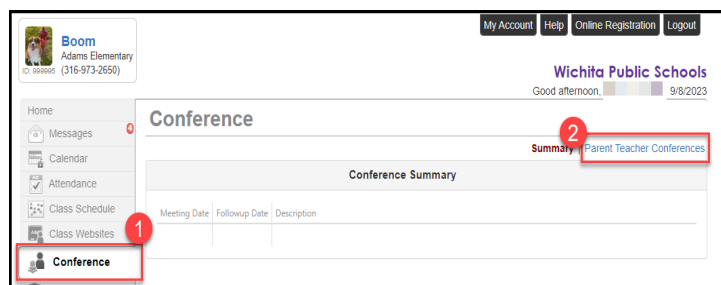 My Account Help Online Registration Logout
Boom
Adams Elementary
ID: 999995 (316-973-2650)
Wichita Public Schools
Good afternoon, 9/8/2023
Home
Messages
Calendar
Attendance
Class Schedule
Class Websites
1
Conference
Conference
2
Summary | Parent Teacher Conferences
Conference Summary
Meeting Date Followup Date Description